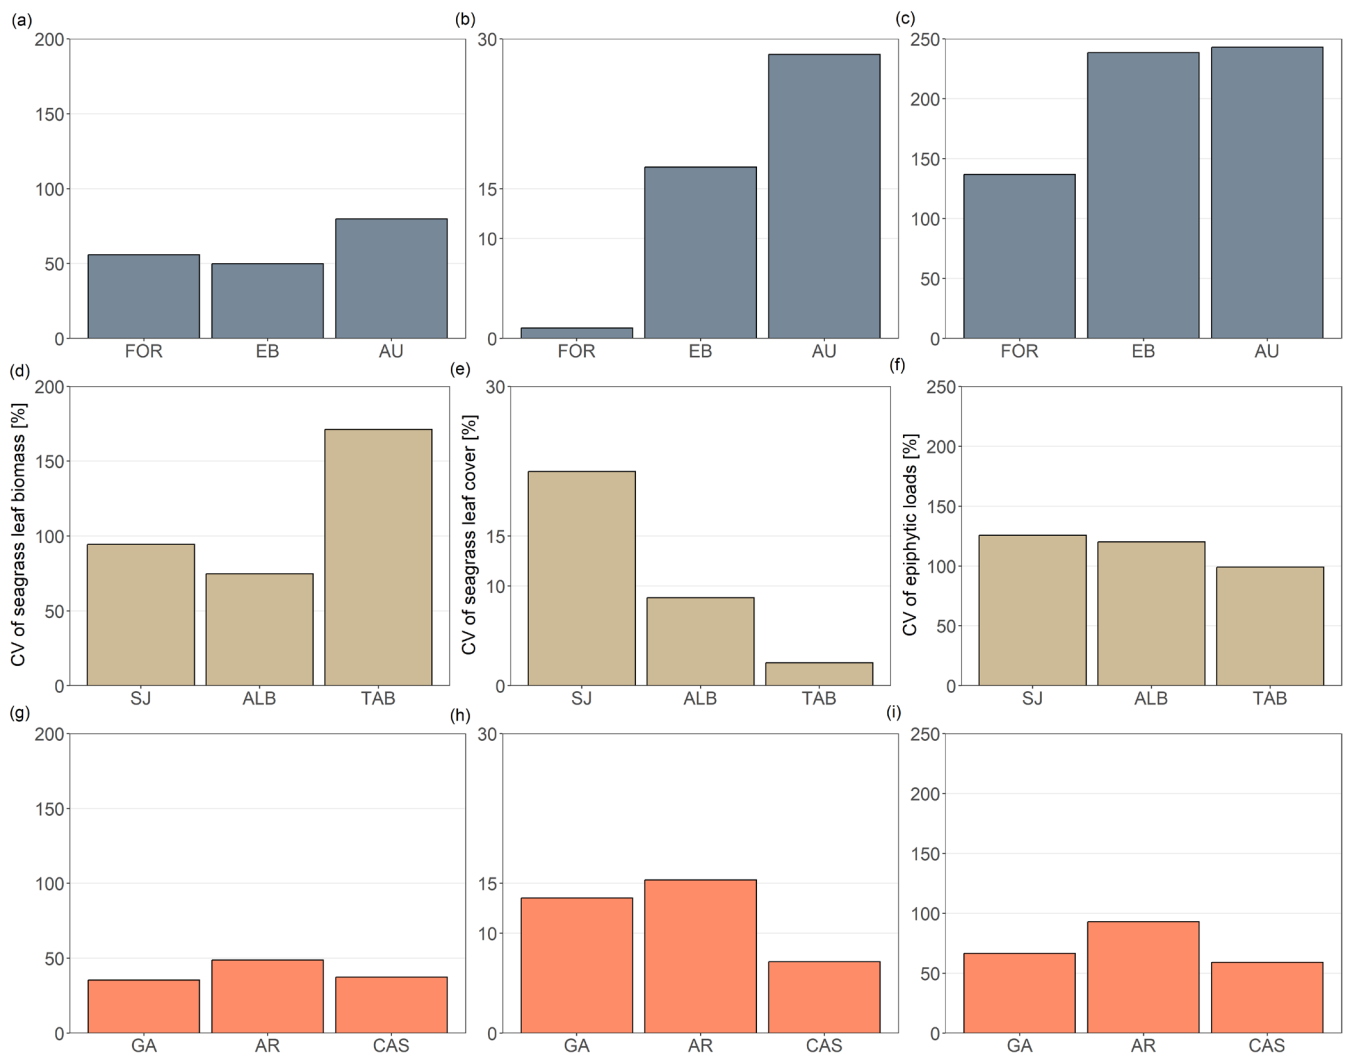 (a)
200
150
100
50
0
FOR EB AU
(b)
30
15
10
0
FOR EB AU
(c)
250
200
150
100
50
0
FOR EB AU
(d)
CV of seagrass leaf biomass [%]
200
150
100
50
0
SJ ALB TAB
(e)
CV of seagrass leaf cover [%]
30
15
10
0
SJ ALB TAB
(f)
CV of epiphytic loads [%]
250
200
150
100
50
0
SJ ALB TAB
(g)
200
150
100
50
0
GA AR CAS
(h)
30
15
10
0
GA AR CAS
(i)
250
200
150
100
50
0
GA AR CAS